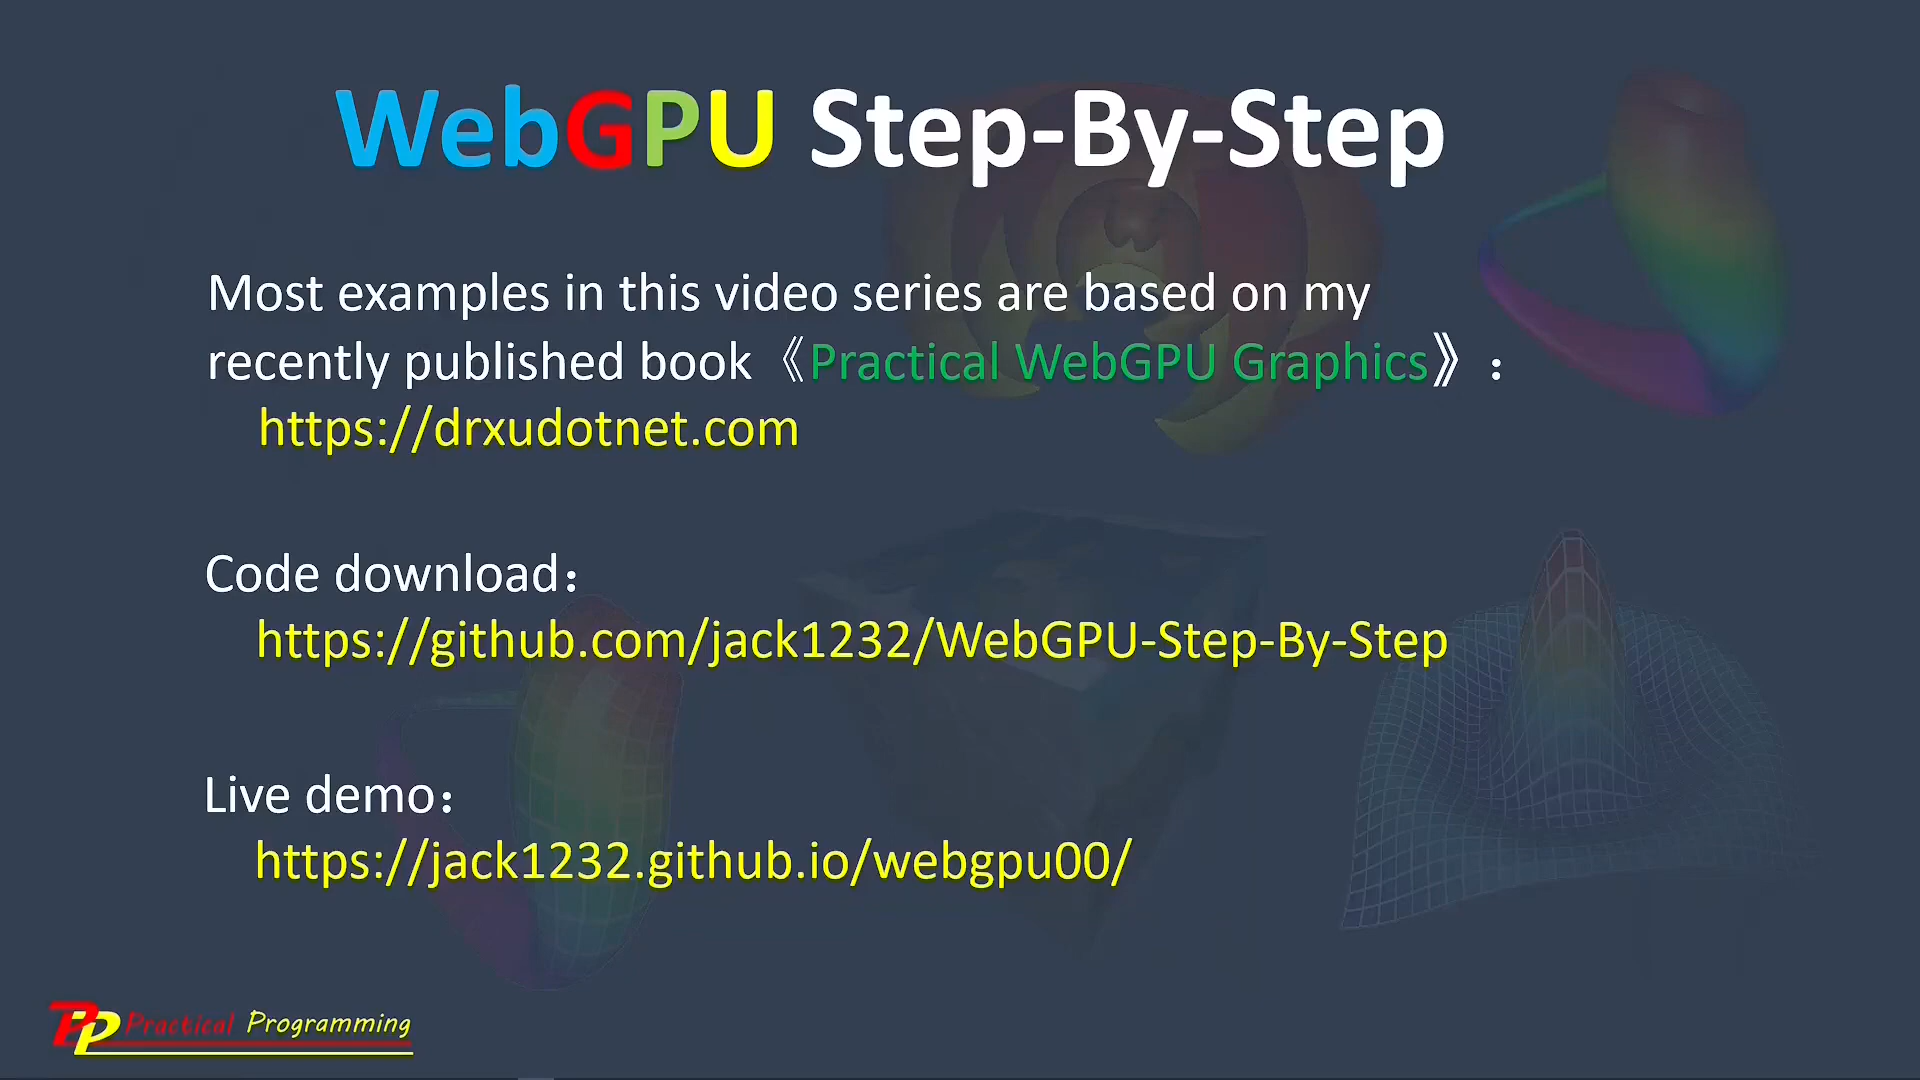 WebGPU Step-By-Step
Most examples in this video series are based on my
recently published book 《Practical WebGPU Graphics》：
https://drxudotnet.com
Code download：
https://github.com/jack1232/WebGPU-Step-By-Step
Live demo：
https://jack1232.github.io/webgpu00/
PP Practical Programming